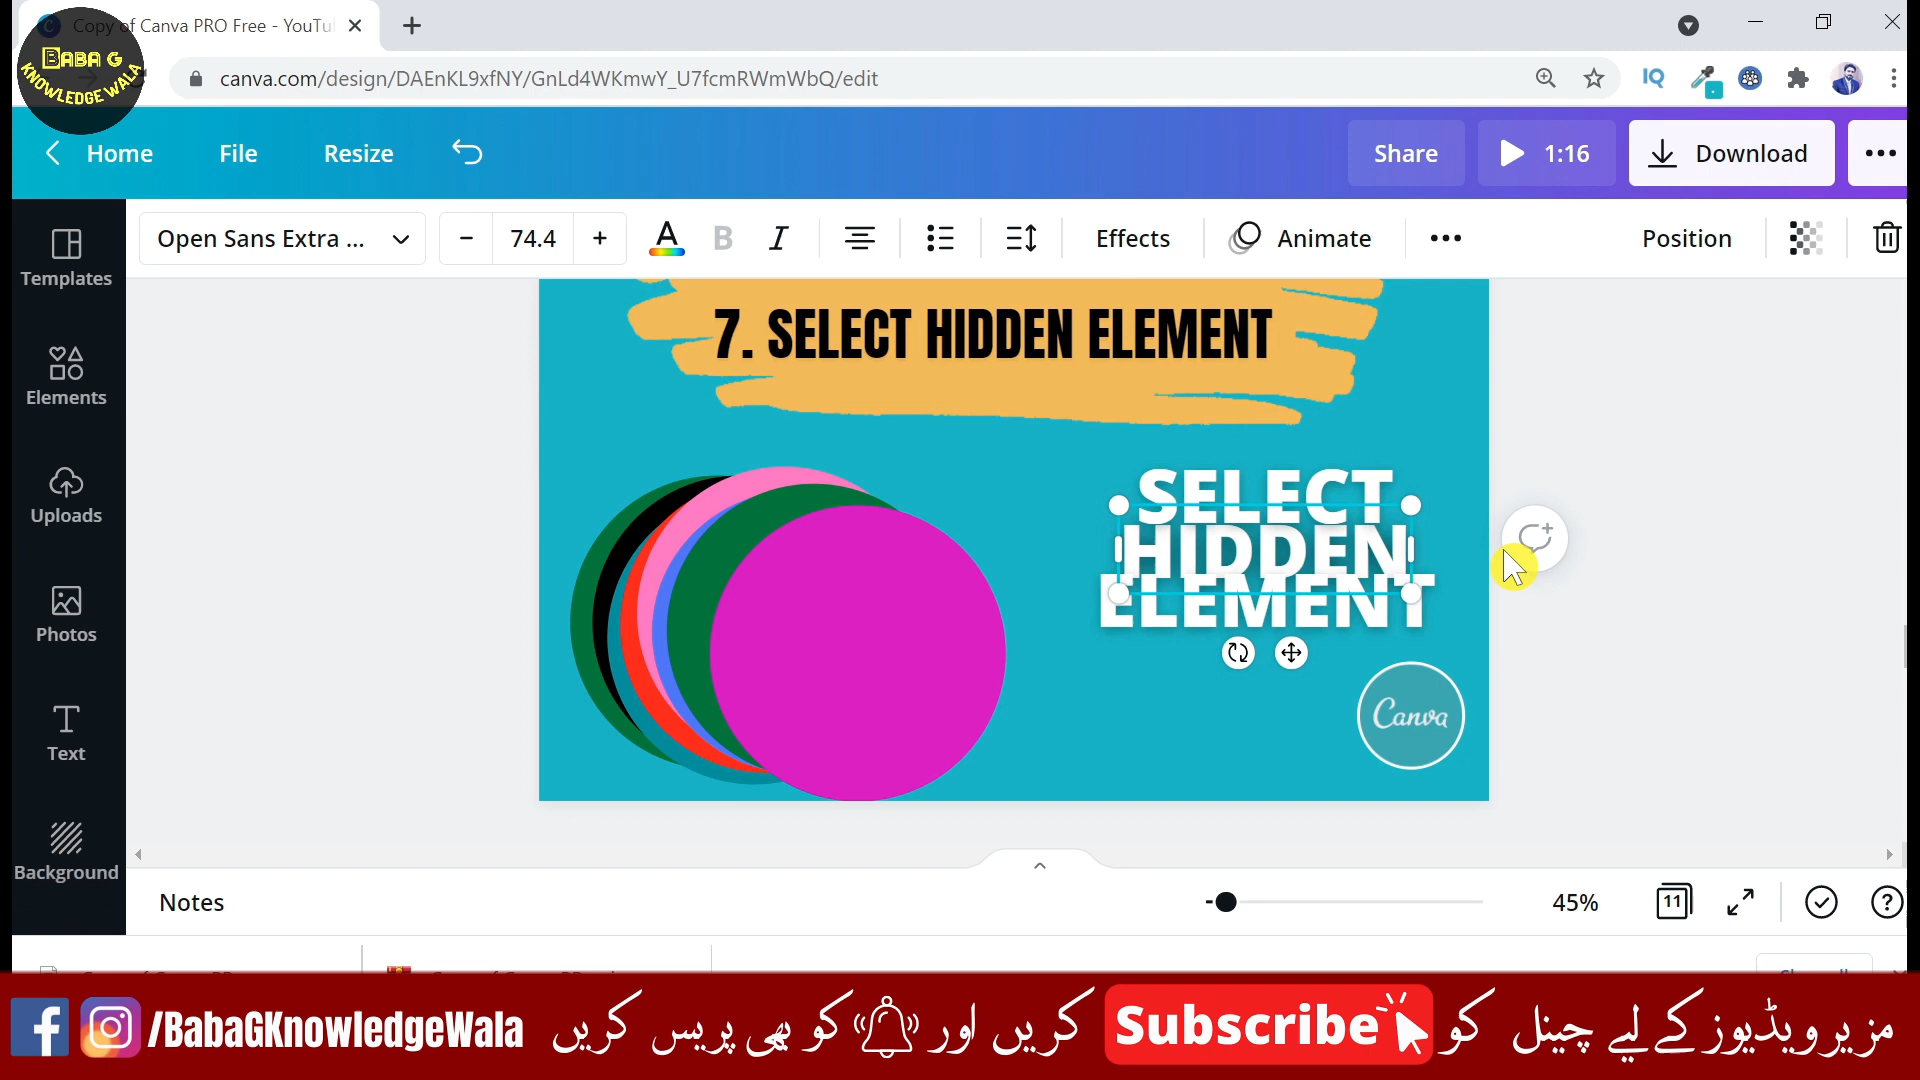 Copy of Canva PRO Free - YouTu
BABA G
KNOWLEDGE WALA
canva.com/design/DAEnKL9xfNY/GnLd4WKmwY_U7fcmRWmWbQ/edit
IQ
Home
File
Resize
Share
1:16
Download
Open Sans Extra ...
- 74.4 +
A
B
I
Effects
Animate
Position
Templates
Elements
Uploads
Photos
Text
Background
7. SELECT HIDDEN ELEMENT
SELECT
HIDDEN
ELEMENT
Canva
Notes
45%
11
/BabaGKnowledgeWala
مزیر ویڈیوز کے لیے چینل کو Subscribe کریں اور کو بھی پریس کریں